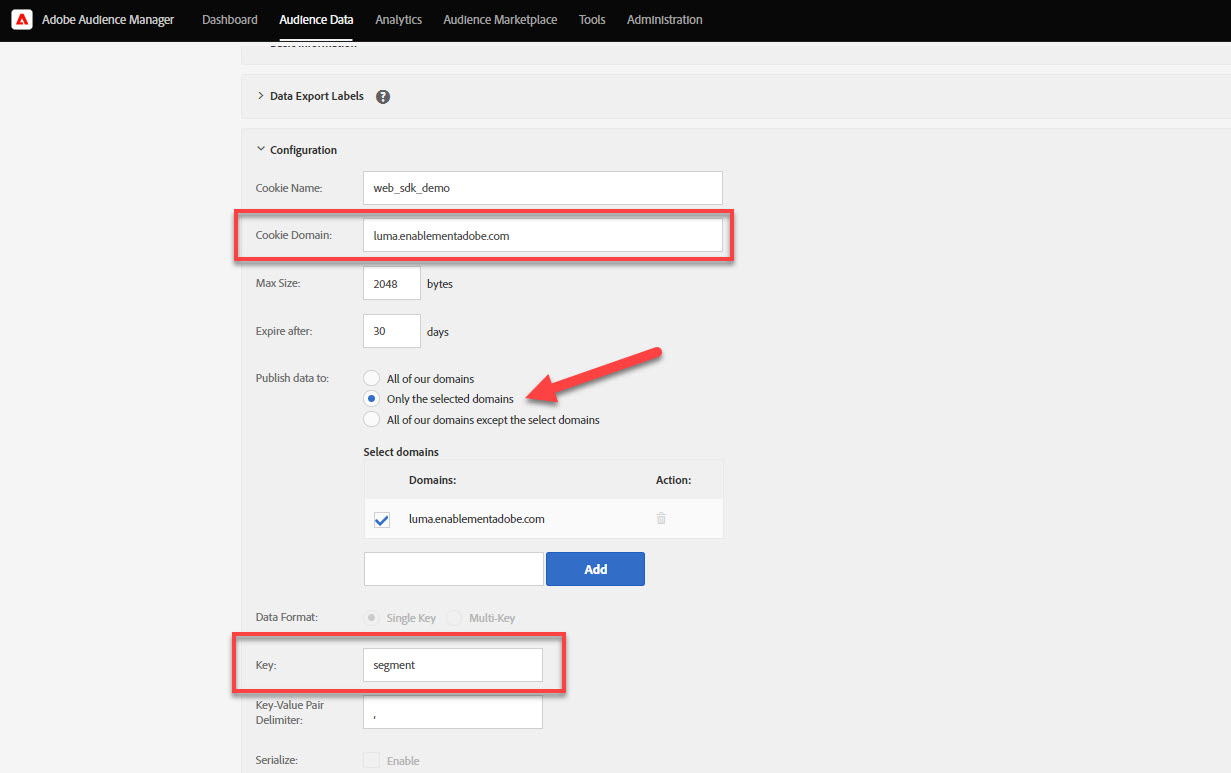 Adobe Audience Manager Dashboard Audience Data Analytics Audience Marketplace Tools Administration
Basic Information
Data Export Labels ?
Configuration
Cookie Name: web_sdk_demo
Cookie Domain: luma.enablementadobe.com
Max Size: 2048 bytes
Expire after: 30 days
Publish data to: All of our domains
Only the selected domains
All of our domains except the select domains
Select domains
Domains: Action:
luma.enablementadobe.com
Add
Data Format: Single Key Multi-Key
Key: segment
Key-Value Pair
Delimiter: ,
Serialize: Enable